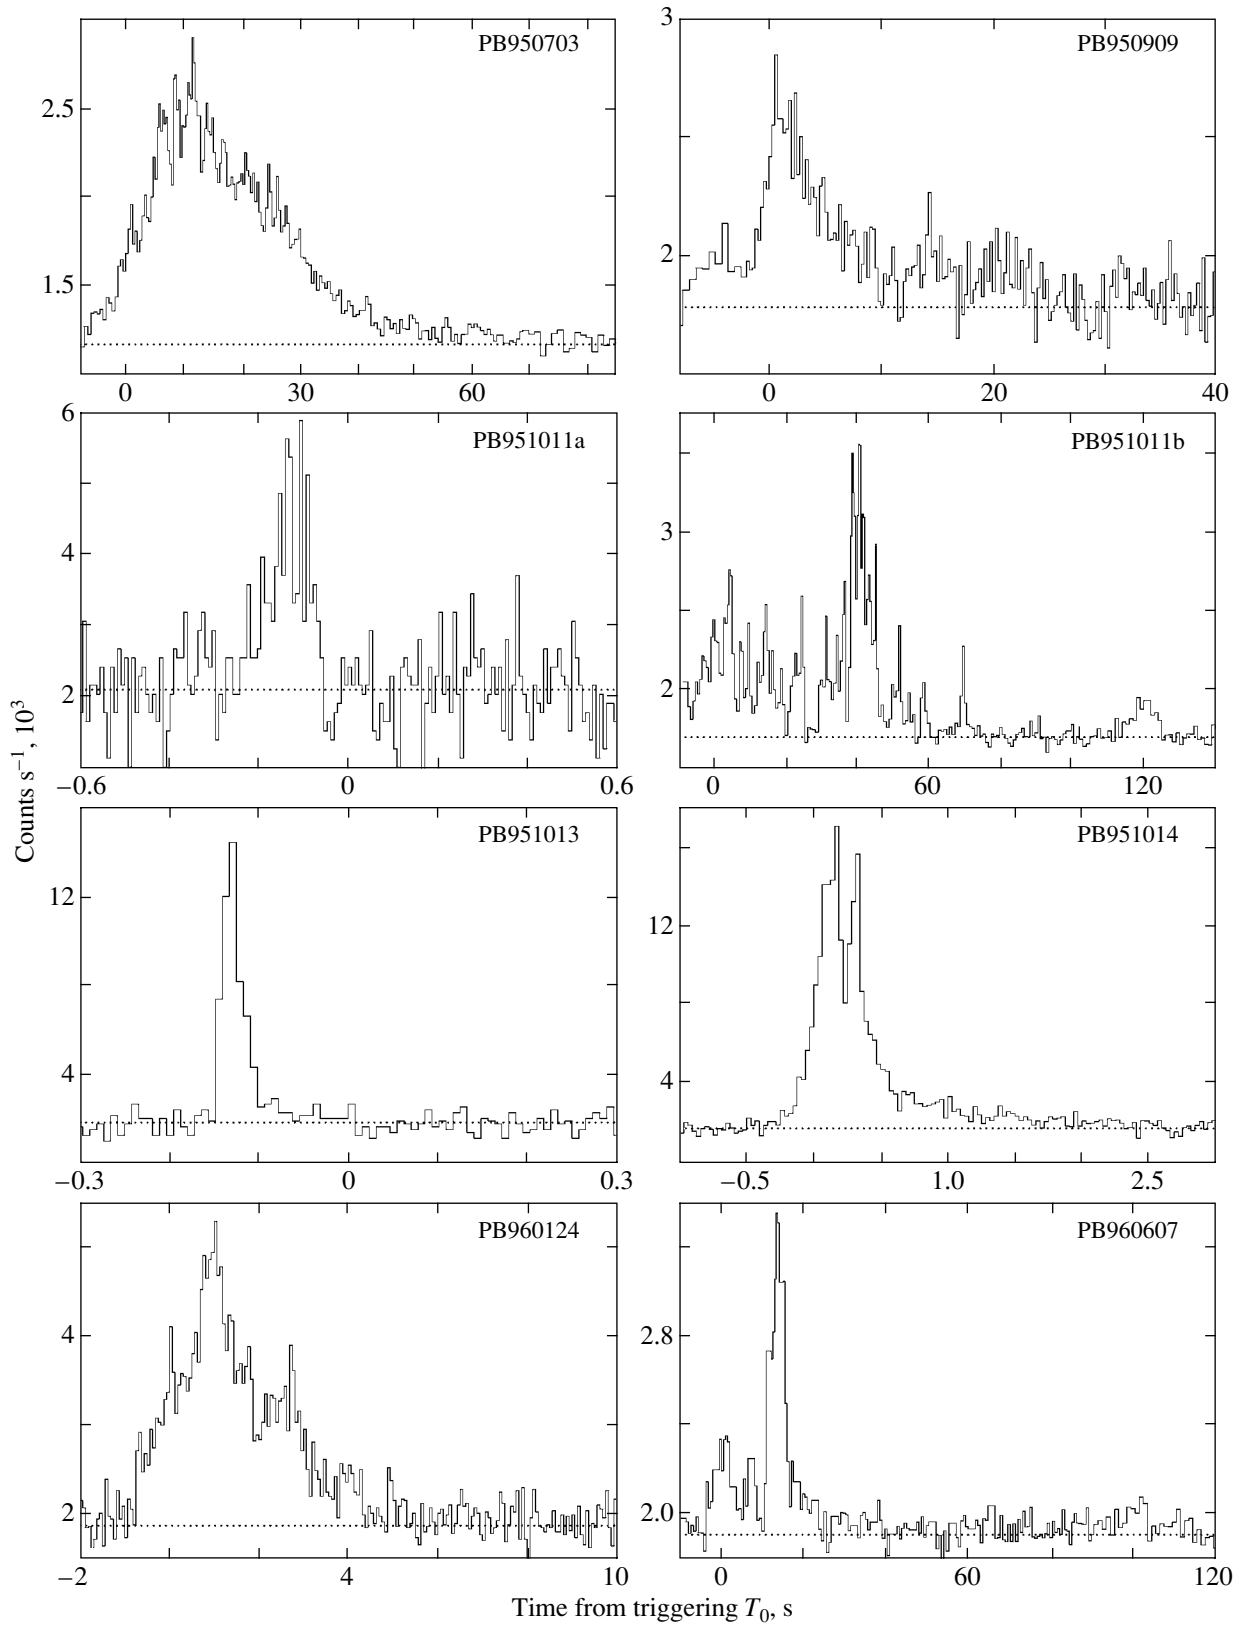 PB950703
2.5
1.5
0 30 60
PB950909
3
2
0 20 40
PB951011a
6
4
2
−0.6 0 0.6
PB951011b
3
2
0 60 120
Counts s−1, 10³
PB951013
12
4
−0.3 0 0.3
PB951014
12
4
−0.5 1.0 2.5
PB960124
4
2
−2 4 10
PB960607
2.8
2.0
0 60 120
Time from triggering T0, s